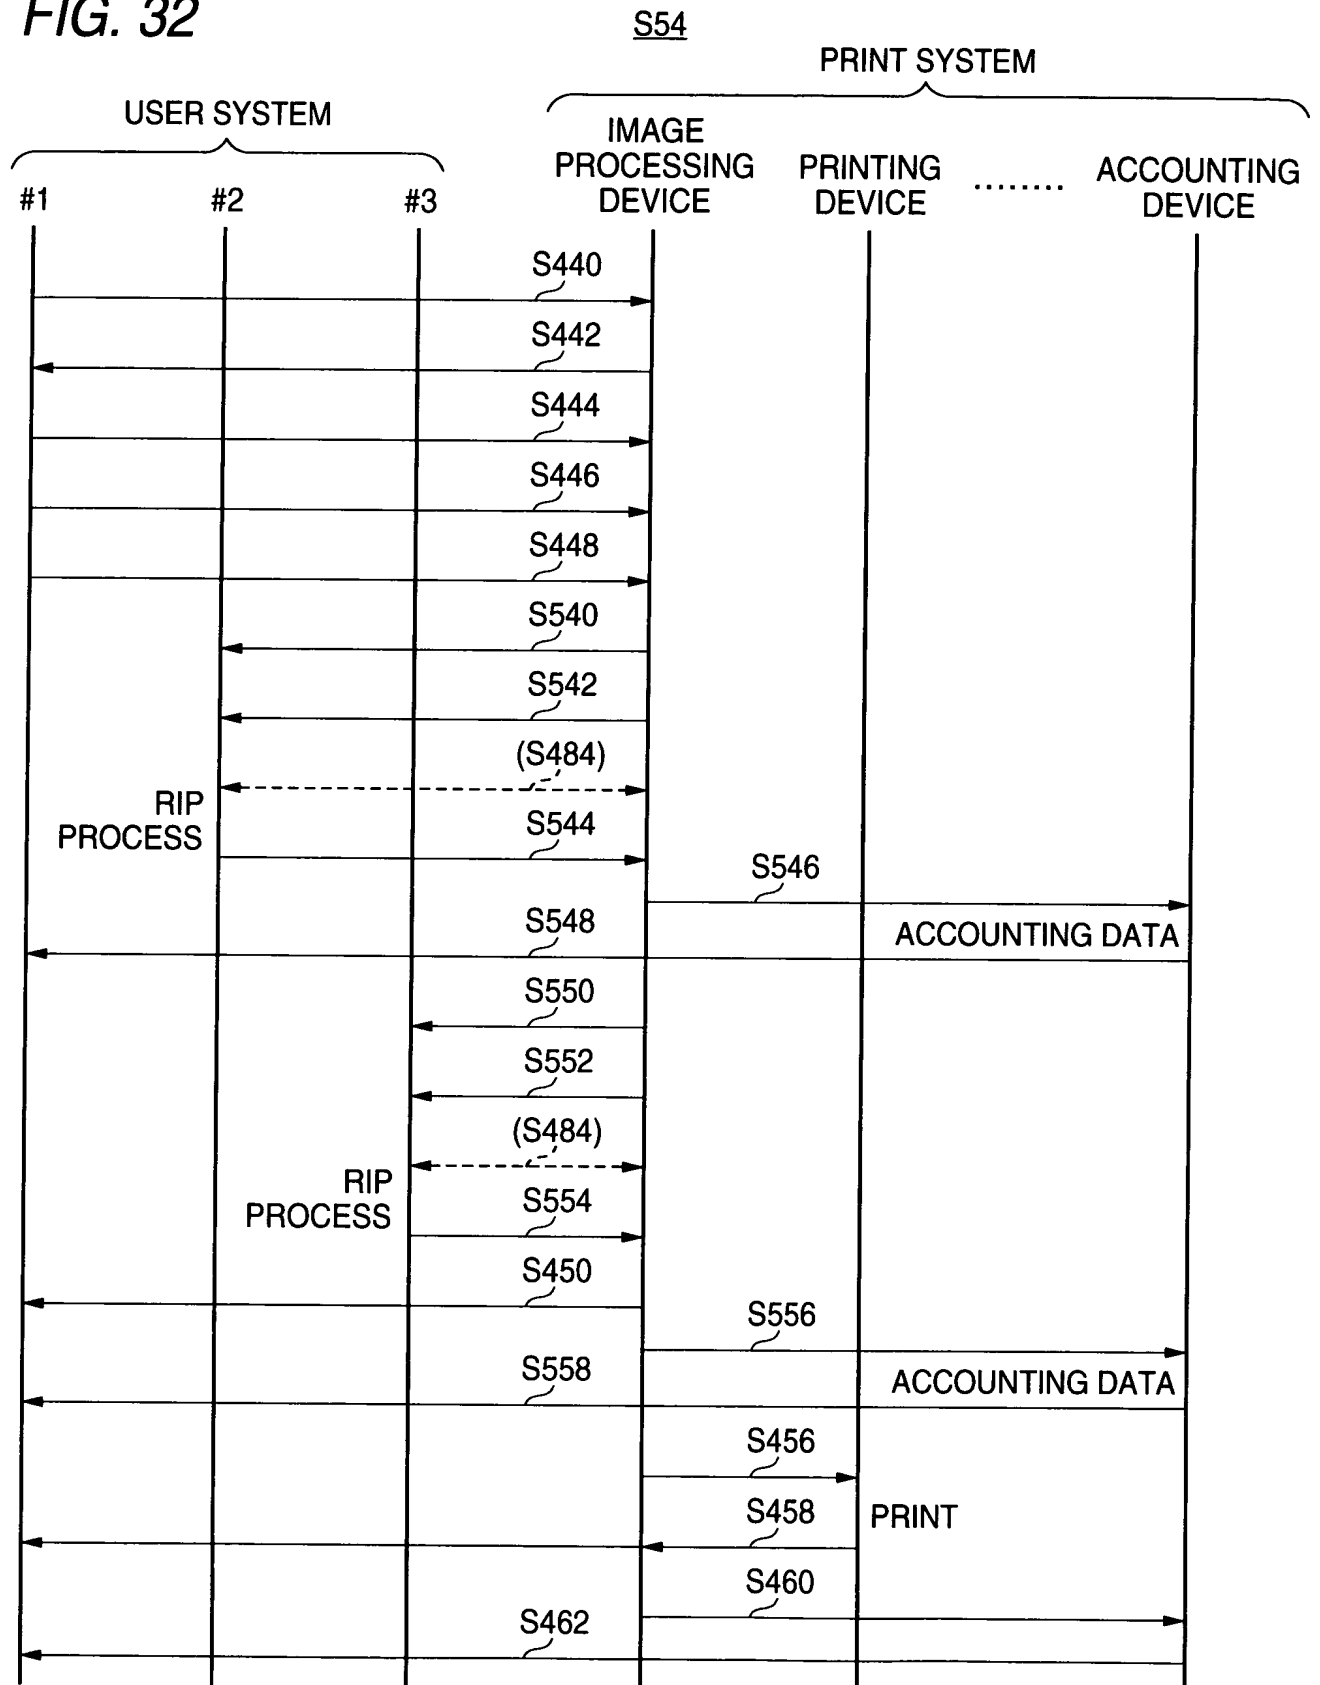 FIG. 32
S54
PRINT SYSTEM
USER SYSTEM
IMAGE
PROCESSING
DEVICE
PRINTING
DEVICE
........
ACCOUNTING
DEVICE
#1
#2
#3
S440
S442
S444
S446
S448
S540
S542
(S484)
RIP
PROCESS
S544
S546
S548
ACCOUNTING DATA
S550
S552
(S484)
RIP
PROCESS
S554
S450
S556
S558
ACCOUNTING DATA
S456
S458
PRINT
S460
S462